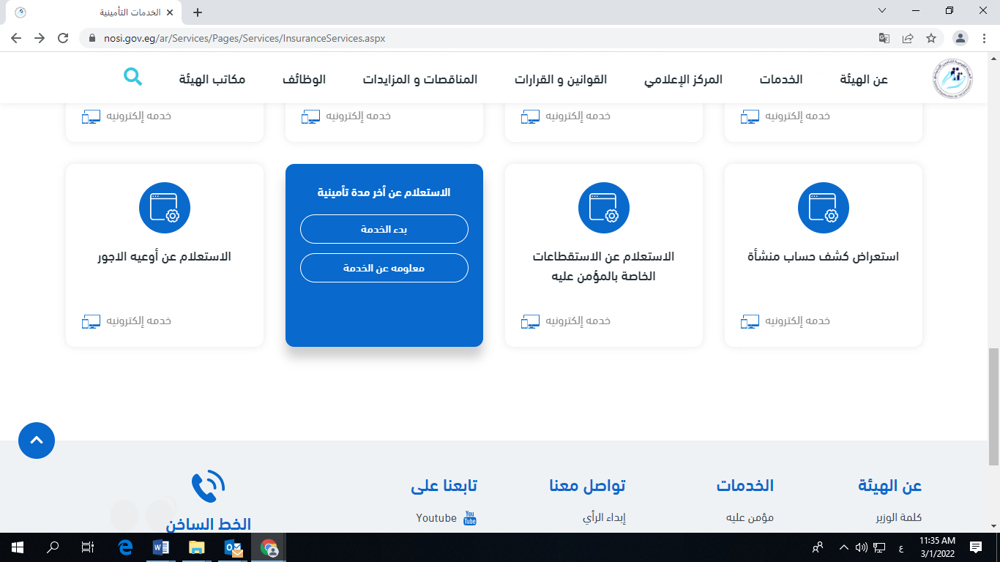 الخدمات التأمينية
nosi.gov.eg/ar/Services/Pages/Services/InsuranceServices.aspx
عن الهيئة
الخدمات
المركز الإعلامي
القوانين و القرارات
المناقصات و المزايدات
الوظائف
مكاتب الهيئة
خدمه إلكترونيه
خدمه إلكترونيه
خدمه إلكترونيه
خدمه إلكترونيه
استعراض كشف حساب منشأة
خدمه إلكترونيه
الاستعلام عن الاستقطاعات
الخاصة بالمؤمن عليه
خدمه إلكترونيه
الاستعلام عن أخر مدة تأمينية
بدء الخدمة
معلومه عن الخدمة
الاستعلام عن أوعيه الاجور
خدمه إلكترونيه
عن الهيئة
كلمة الوزير
الخدمات
مؤمن عليه
تواصل معنا
إبداء الرأي
تابعنا على
Youtube
الخط الساخن
ع
11:35 AM
3/1/2022